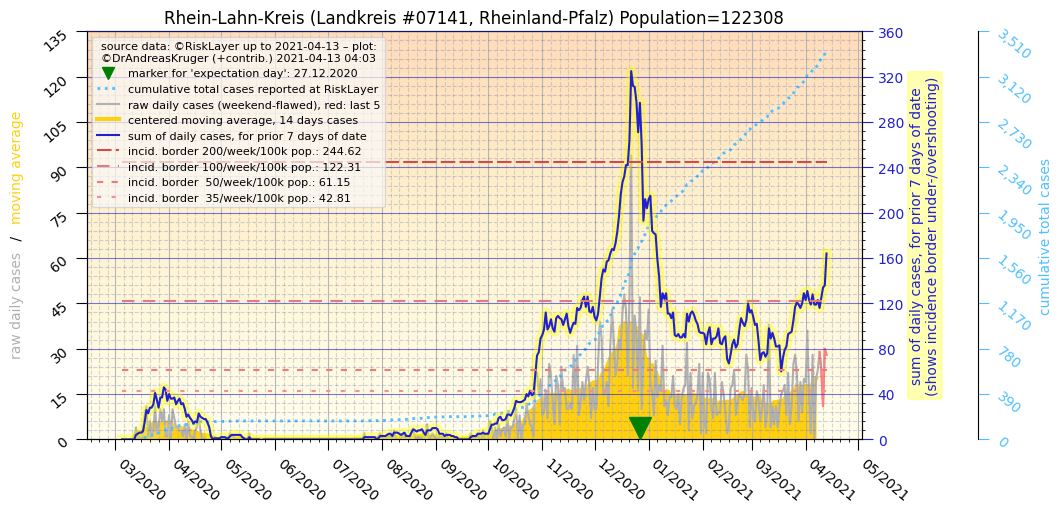 Rhein-Lahn-Kreis (Landkreis #07141, Rheinland-Pfalz) Population=122308
source data: ©RiskLayer up to 2021-04-13 – plot:
©DrAndreasKruger (+contrib.) 2021-04-13 04:03
marker for 'expectation day': 27.12.2020
cumulative total cases reported at RiskLayer
raw daily cases (weekend-flawed), red: last 5
centered moving average, 14 days cases
sum of daily cases, for prior 7 days of date
incid. border 200/week/100k pop.: 244.62
incid. border 100/week/100k pop.: 122.31
incid. border  50/week/100k pop.: 61.15
incid. border  35/week/100k pop.: 42.81
raw daily cases / moving average
135
120
105
90
75
60
45
30
15
0
03/2020
04/2020
05/2020
06/2020
07/2020
08/2020
09/2020
10/2020
11/2020
12/2020
01/2021
02/2021
03/2021
04/2021
05/2021
360
320
280
240
200
160
120
80
40
0
sum of daily cases, for prior 7 days of date
(shows incidence border under-/overshooting)
3,510
3,120
2,730
2,340
1,950
1,560
1,170
780
390
0
cumulative total cases